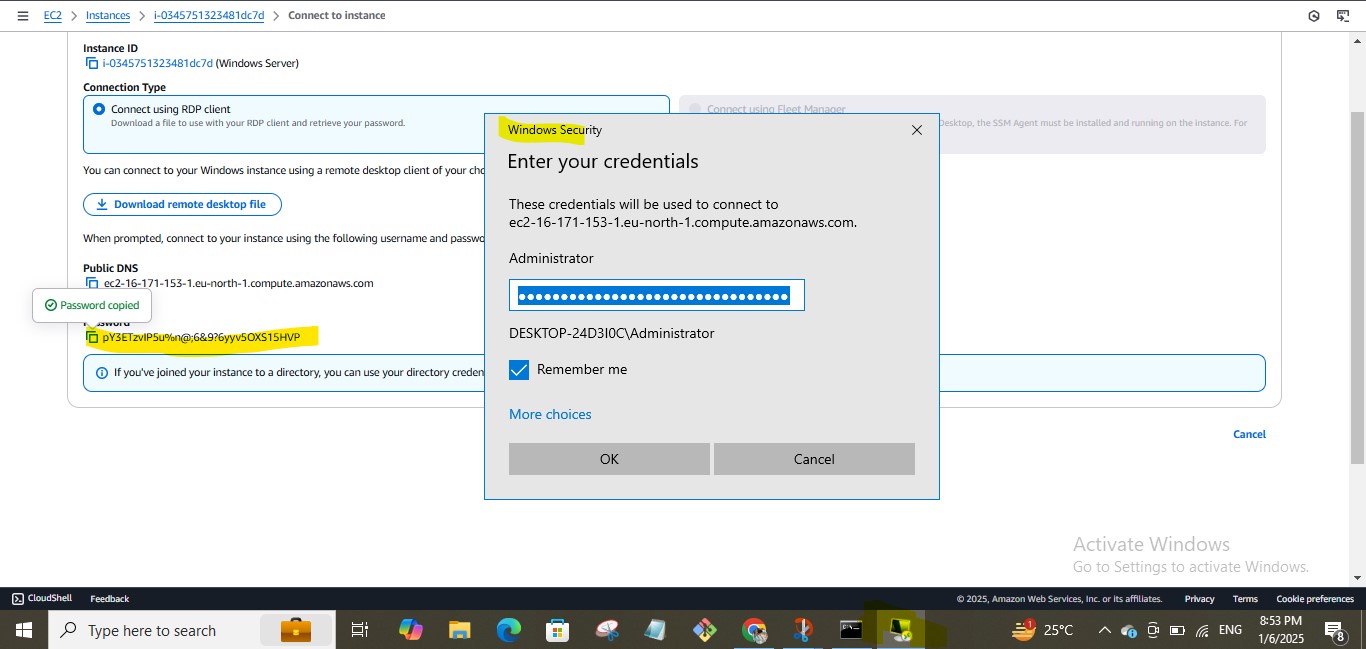 EC2 > Instances > i-0345751323481dc7d > Connect to instance
Instance ID
i-0345751323481dc7d (Windows Server)
Connection Type
Connect using RDP client
Download a file to use with your RDP client and retrieve your password.
Connect using Fleet Manager
Desktop, the SSM Agent must be installed and running on the instance. For
You can connect to your Windows instance using a remote desktop client of your cho
Download remote desktop file
When prompted, connect to your instance using the following username and passwo
Public DNS
ec2-16-171-153-1.eu-north-1.compute.amazonaws.com
Password copied
Password
pY3ETzvIP5u%n@;6&9?6yyv5OXS15HVP
If you've joined your instance to a directory, you can use your directory creden
Cancel
Windows Security
Enter your credentials
These credentials will be used to connect to
ec2-16-171-153-1.eu-north-1.compute.amazonaws.com.
Administrator
DESKTOP-24D3I0C\Administrator
Remember me
More choices
OK
Cancel
Activate Windows
Go to Settings to activate Windows.
CloudShell Feedback © 2025, Amazon Web Services, Inc. or its affiliates. Privacy Terms Cookie preferences
Type here to search
1
25°C
ENG
8:53 PM
1/6/2025
8